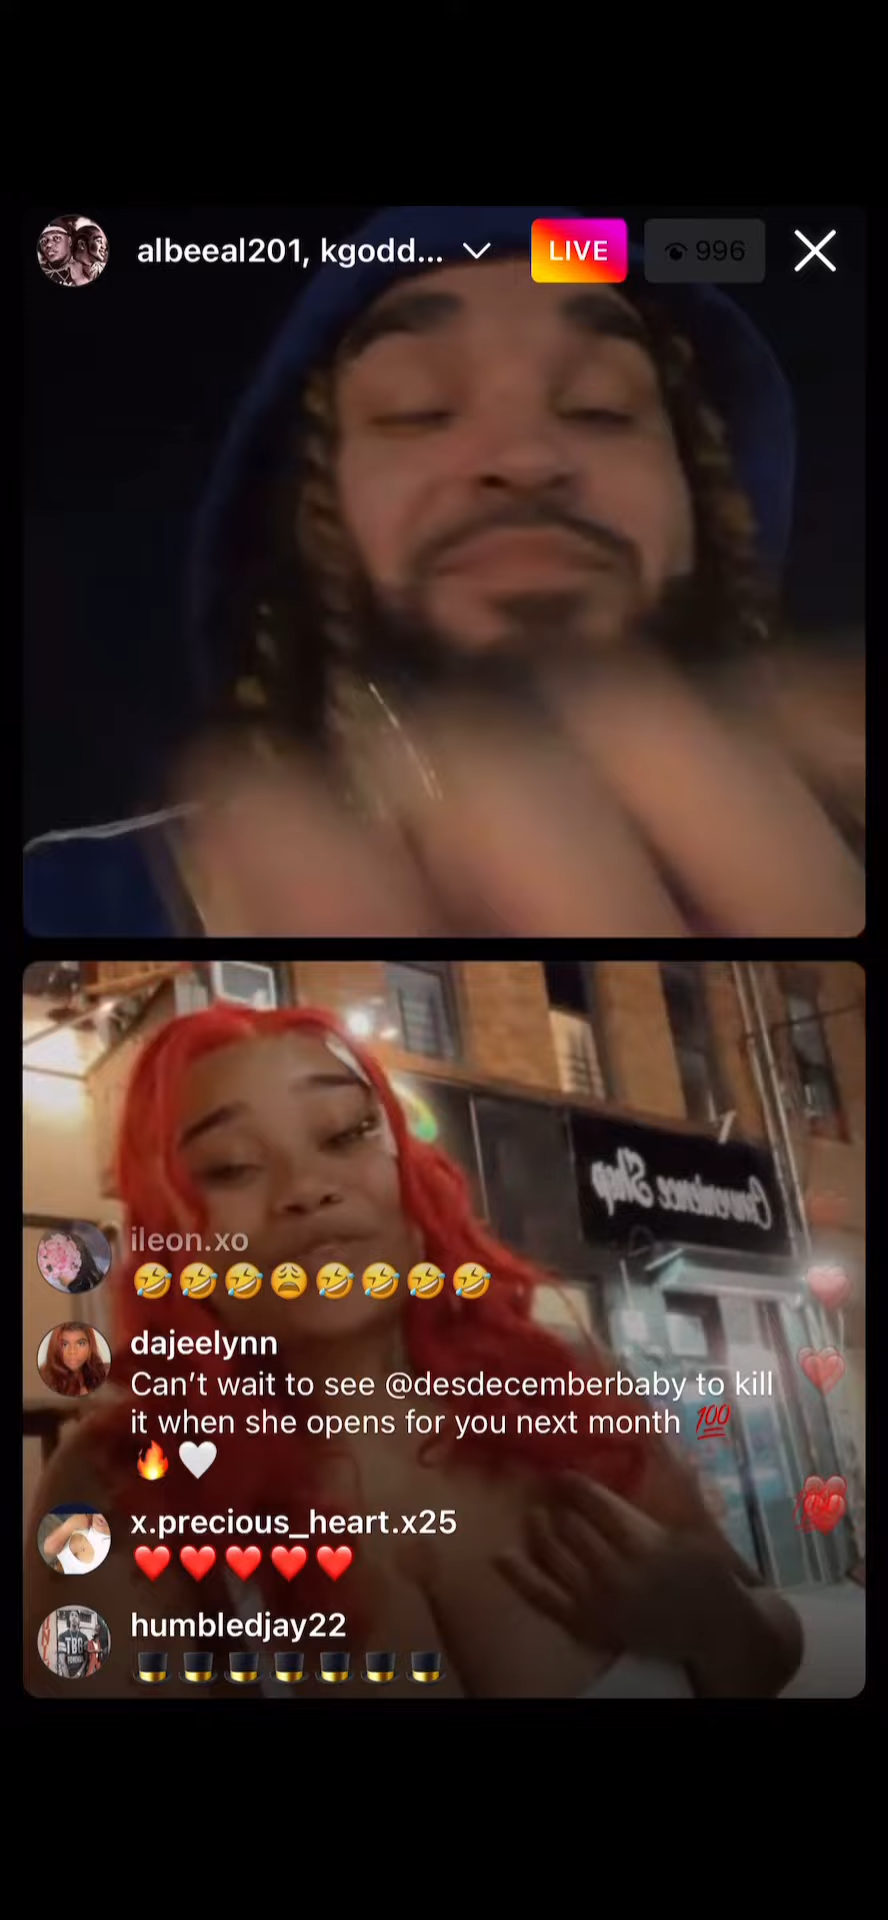 albeeal201, kgodd...
LIVE
996
Convenience Shop
ileon.xo
🤣🤣🤣😩🤣🤣🤣🤣
dajeelynn
Can’t wait to see @desdecemberbaby to kill
it when she opens for you next month 💯
🔥🤍
x.precious_heart.x25
❤️❤️❤️❤️❤️
humbledjay22
🎩🎩🎩🎩🎩🎩🎩